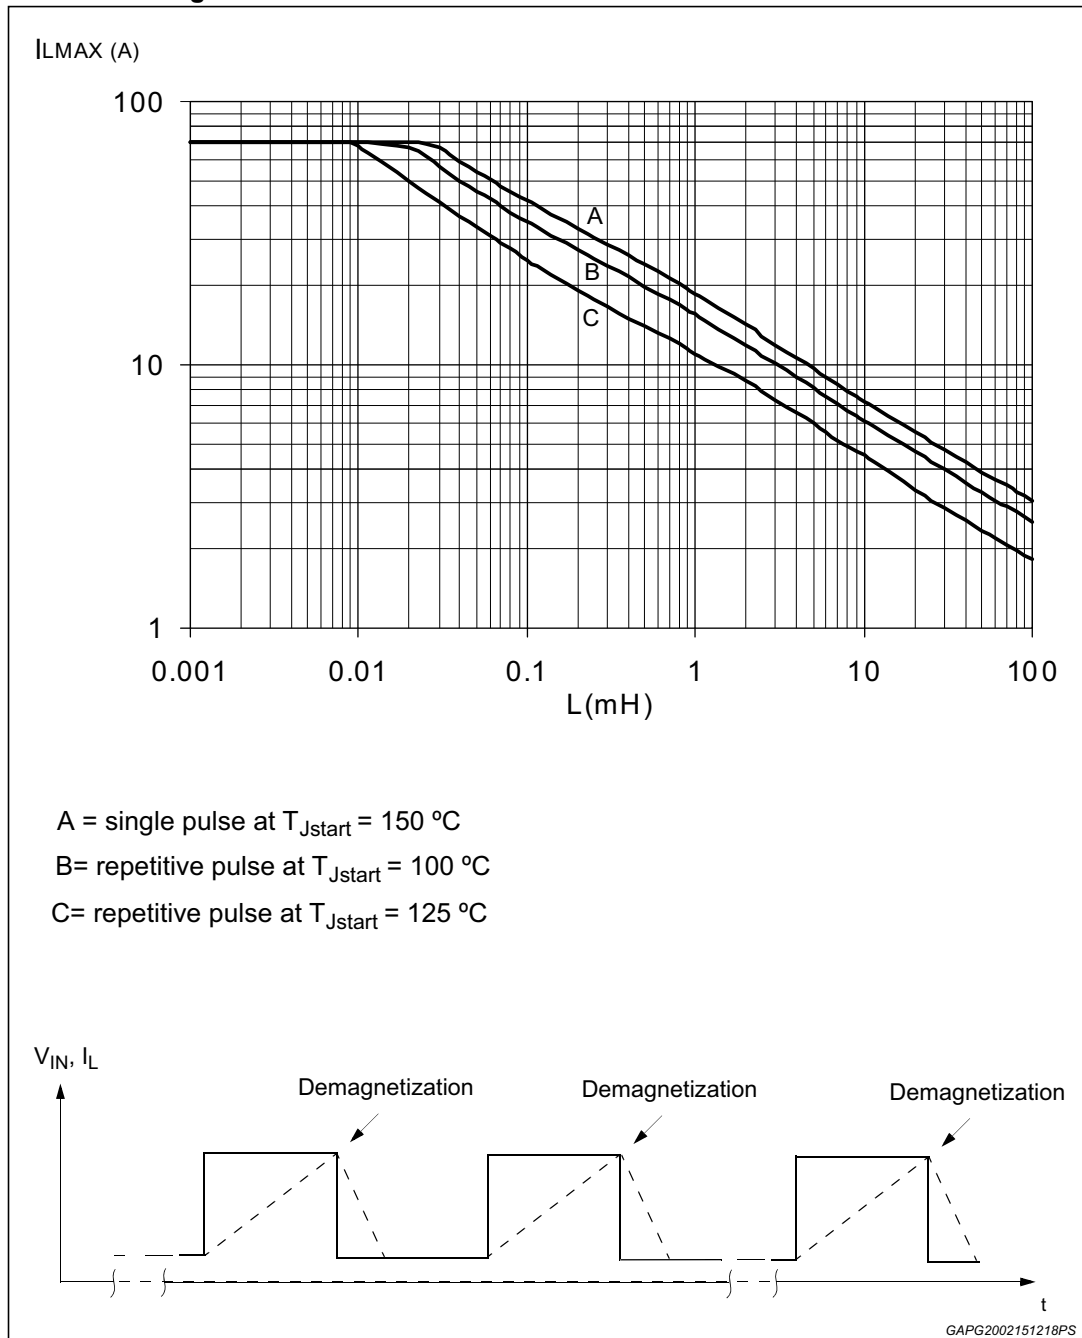 ILMAX (A)
100
10
1
A
B
C
0.001 0.01 0.1 1 10 100
L(mH)
A = single pulse at TJstart = 150 ºC
B= repetitive pulse at TJstart = 100 ºC
C= repetitive pulse at TJstart = 125 ºC
VIN, IL
Demagnetization Demagnetization Demagnetization
t
GAPG2002151218PS